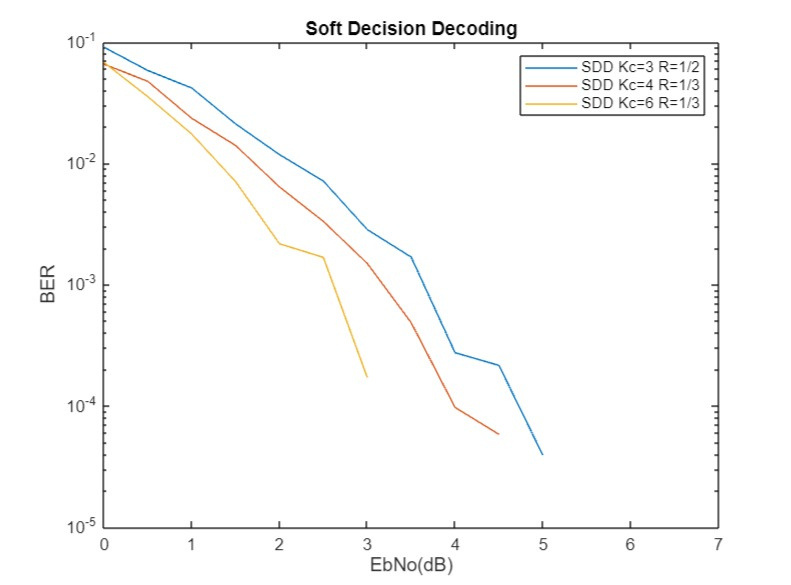 Soft Decision Decoding
SDD Kc=3 R=1/2
SDD Kc=4 R=1/3
SDD Kc=6 R=1/3
10-1
10-2
10-3
10-4
10-5
BER
0 1 2 3 4 5 6 7
EbNo(dB)